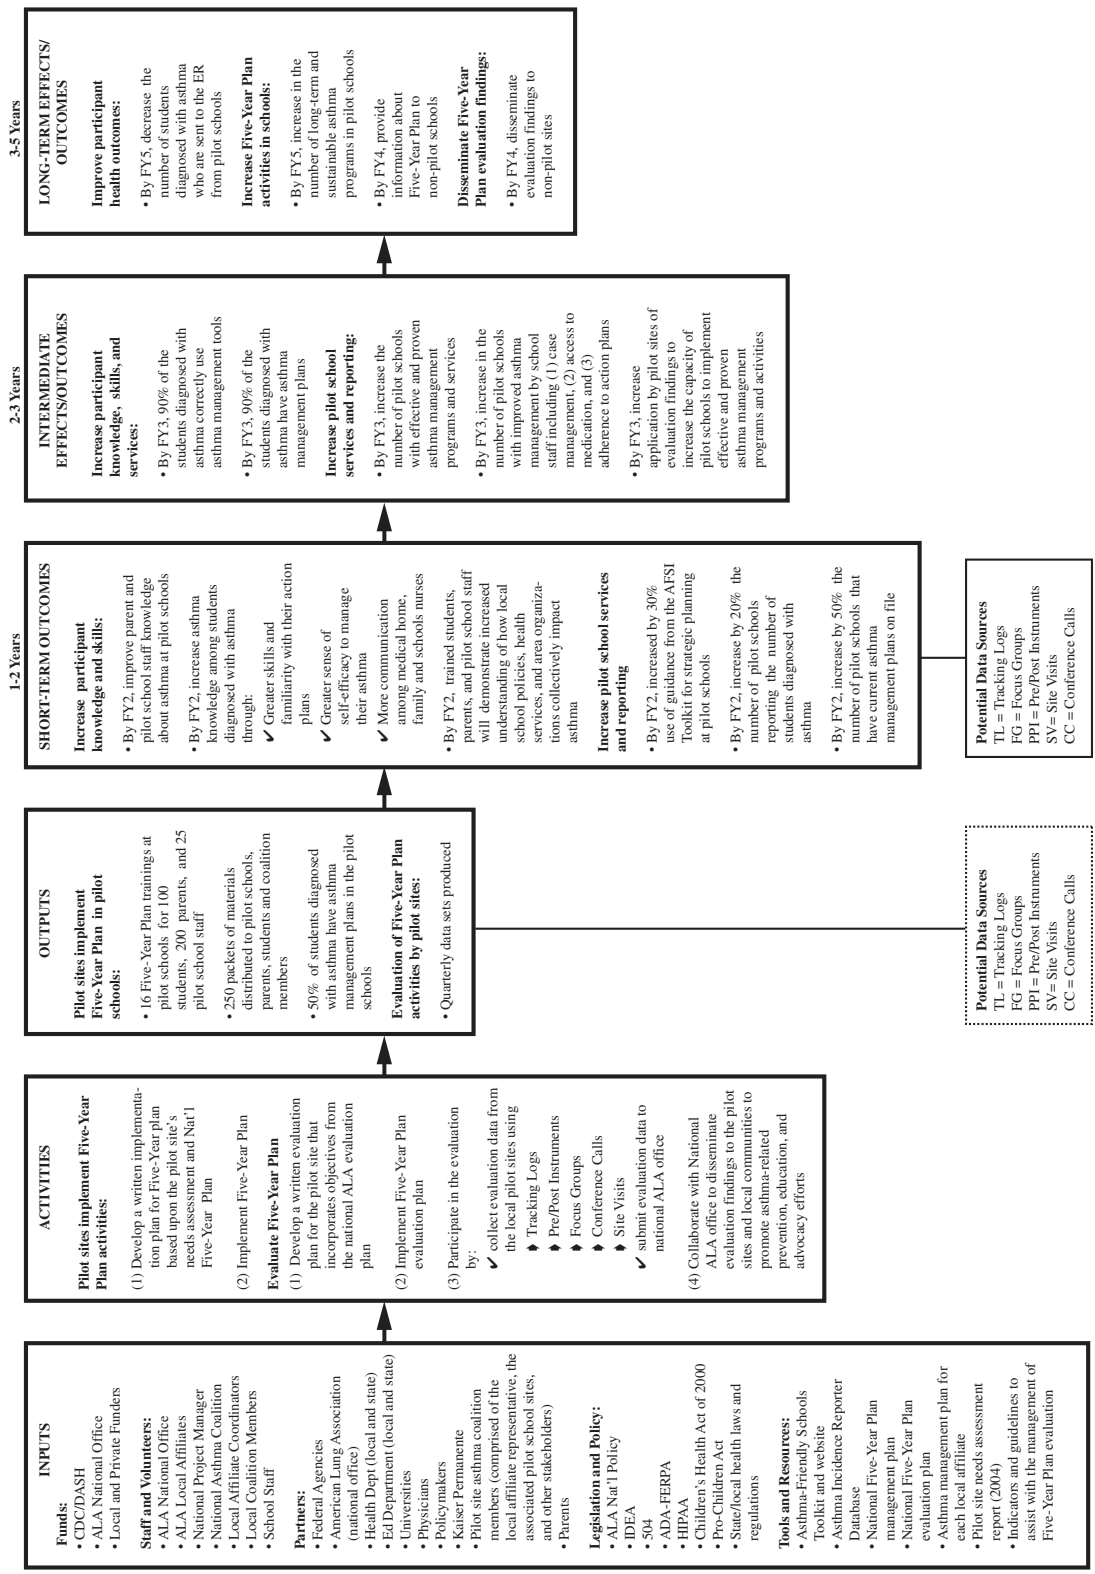 INPUTS
Funds:
• CDC/DASH
• ALA National Office
• Local and Private Funders
Staff and Volunteers:
• ALA National Office
• ALA Local Affiliates
• National Project Manager
• National Asthma Coalition
• Local Affiliate Coordinators
• Local Coalition Members
• School Staff
Partners:
• Federal Agencies
• American Lung Association
(national office)
• Health Dept (local and state)
• Ed Department (local and state)
• Universities
• Physicians
• Policymakers
• Kaiser Permanente
• Pilot site asthma coalition
members (comprised of the
local affiliate representative, the
associated pilot school sites,
and other stakeholders)
• Parents
Legislation and Policy:
• ALA Nat'l Policy
• IDEA
• 504
• ADA-FERPA
• HIPAA
• Children's Health Act of 2000
• Pro-Children Act
• State/local health laws and
regulations
Tools and Resources:
• Asthma-Friendly Schools
Toolkit and website
• Asthma Incidence Reporter
Database
• National Five-Year Plan
management plan
• National Five-Year Plan
evaluation plan
• Asthma management plan for
each local affiliate
• Pilot site needs assessment
report (2004)
• Indicators and guidelines to
assist with the management of
Five-Year Plan evaluation
ACTIVITIES
Pilot sites implement Five-Year
Plan activities:
(1) Develop a written implementa-
tion plan for Five-Year plan
based upon the pilot site's
needs assessment and Nat'l
Five-Year Plan
(2) Implement Five-Year Plan
Evaluate Five-Year Plan
(1) Develop a written evaluation
plan for the pilot site that
incorporates objectives from
the national ALA evaluation
plan
(2) Implement Five-Year Plan
evaluation plan
(3) Participate in the evaluation
by:
✔ collect evaluation data from
the local pilot sites using
◗ Tracking Logs
◗ Pre/Post Instruments
◗ Focus Groups
◗ Conference Calls
◗ Site Visits
✔ submit evaluation data to
national ALA office
(4) Collaborate with National
ALA office to disseminate
evaluation findings to the pilot
sites and local communities to
promote asthma-related
prevention, education, and
advocacy efforts
OUTPUTS
Pilot sites implement
Five-Year Plan in pilot
schools:
• 16 Five-Year Plan trainings at
pilot schools for 100
students, 200 parents, and 25
pilot school staff
• 250 packets of materials
distributed to pilot schools,
parents, students and coalition
members
• 50% of students diagnosed
with asthma have asthma
management plans in the pilot
schools
Evaluation of Five-Year Plan
activities by pilot sites:
• Quarterly data sets produced
Potential Data Sources
TL = Tracking Logs
FG = Focus Groups
PPI = Pre/Post Instruments
SV = Site Visits
CC = Conference Calls
1-2 Years
SHORT-TERM OUTCOMES
Increase participant
knowledge and skills:
• By FY2, improve parent and
pilot school staff knowledge
about asthma at pilot schools
• By FY2, increase asthma
knowledge among students
diagnosed with asthma
through:
✔ Greater skills and
familiarity with their action
plans
✔ Greater sense of
self-efficacy to manage
their asthma
✔ More communication
among medical home,
family and schools nurses
• By FY2, trained students,
parents, and pilot school staff
will demonstrate increased
understanding of how local
school policies, health
services, and area organiza-
tions collectively impact
asthma
Increase pilot school services
and reporting
• By FY2, increased by 30%
use of guidance from the AFSI
Toolkit for strategic planning
at pilot schools
• By FY2, increase by 20% the
number of pilot schools
reporting the number of
students diagnosed with
asthma
• By FY2, increase by 50% the
number of pilot schools that
have current asthma
management plans on file
Potential Data Sources
TL = Tracking Logs
FG = Focus Groups
PPI = Pre/Post Instruments
SV = Site Visits
CC = Conference Calls
2-3 Years
INTERMEDIATE
EFFECTS/OUTCOMES
Increase participant
knowledge, skills, and
services:
• By FY3, 90% of the
students diagnosed with
asthma correctly use
asthma management tools
• By FY3, 90% of the
students diagnosed with
asthma have asthma
management plans
Increase pilot school
services and reporting:
• By FY3, increase the
number of pilot schools
with effective and proven
asthma management
programs and services
• By FY3, increase in the
number of pilot schools
with improved asthma
management by school
staff including (1) case
management, (2) access to
medication, and (3)
adherence to action plans
• By FY3, increase
application by pilot sites of
evaluation findings to
increase the capacity of
pilot schools to implement
effective and proven
asthma management
programs and activities
3-5 Years
LONG-TERM EFFECTS/
OUTCOMES
Improve participant
health outcomes:
• By FY5, decrease the
number of students
diagnosed with asthma
who are sent to the ER
from pilot schools
Increase Five-Year Plan
activities in schools:
• By FY5, increase in the
number of long-term and
sustainable asthma
programs in pilot schools
• By FY4, provide
information about
Five-Year Plan to
non-pilot schools
Disseminate Five-Year
Plan evaluation findings:
• By FY4, disseminate
evaluation findings to
non-pilot sites